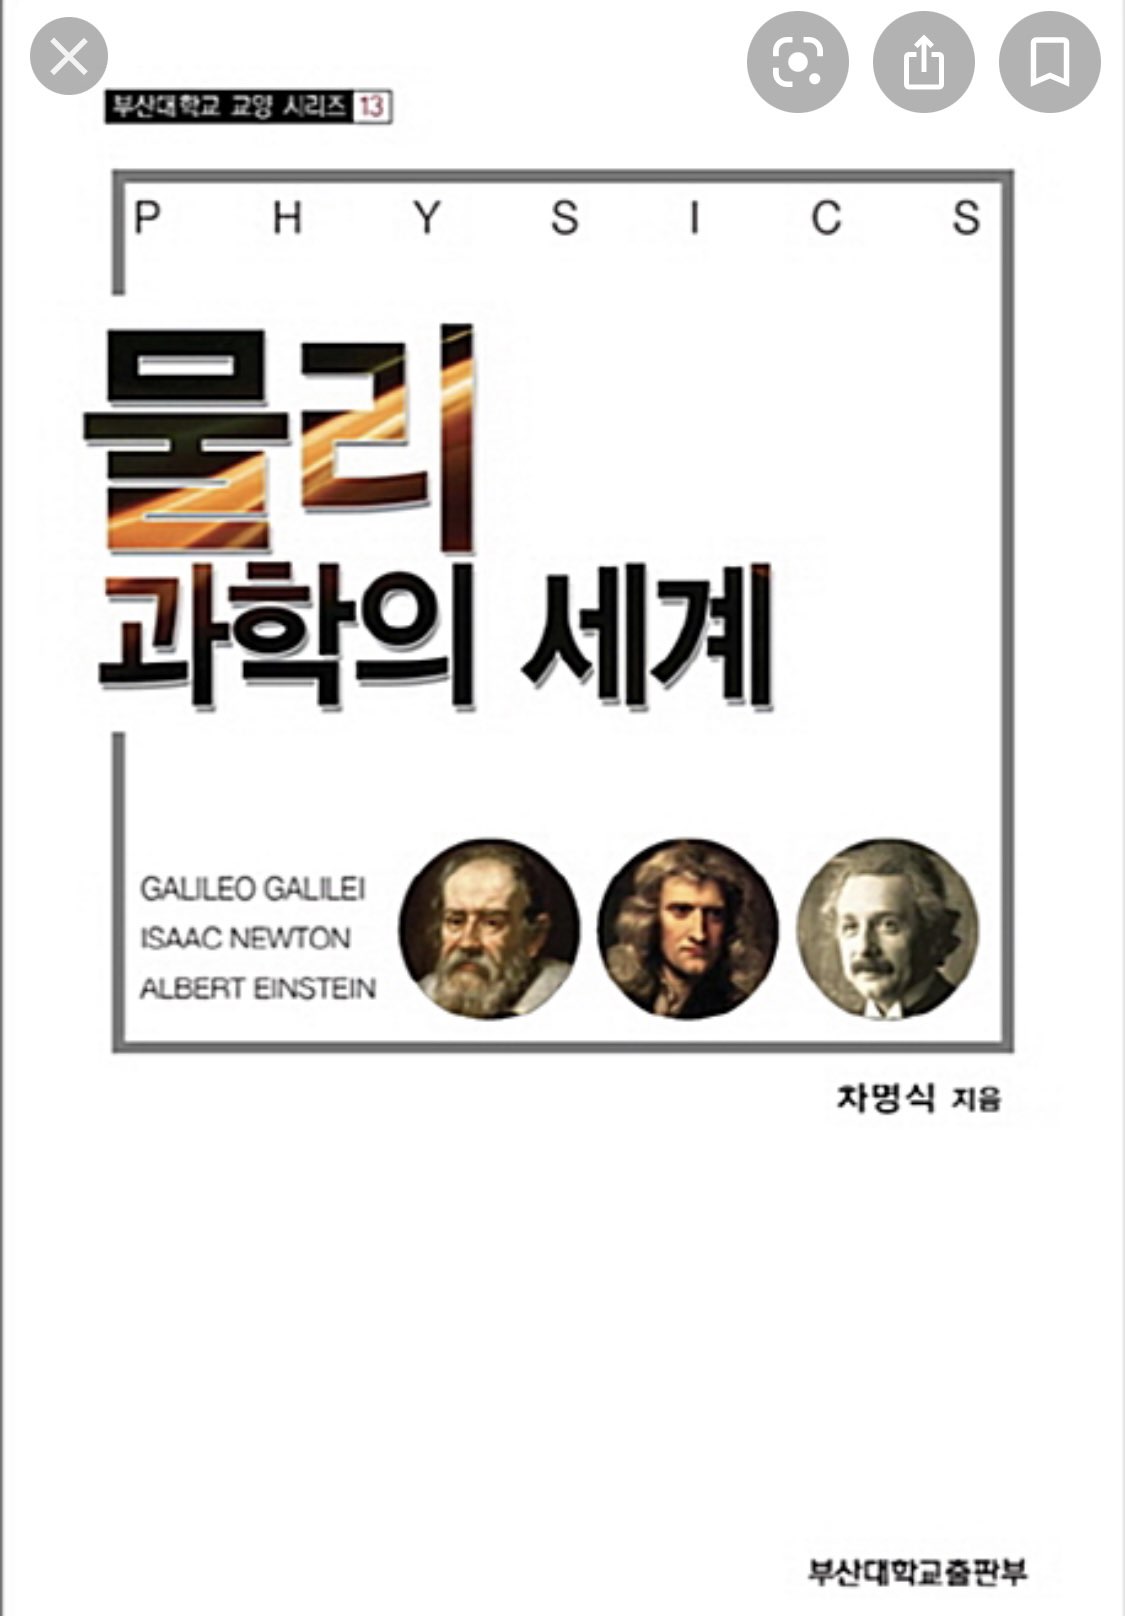 부산대학교 교양 시리즈 13
PHYSICS
물리
과학의 세계
GALILEO GALILEI
ISAAC NEWTON
ALBERT EINSTEIN
차명식 지음
부산대학교출판부